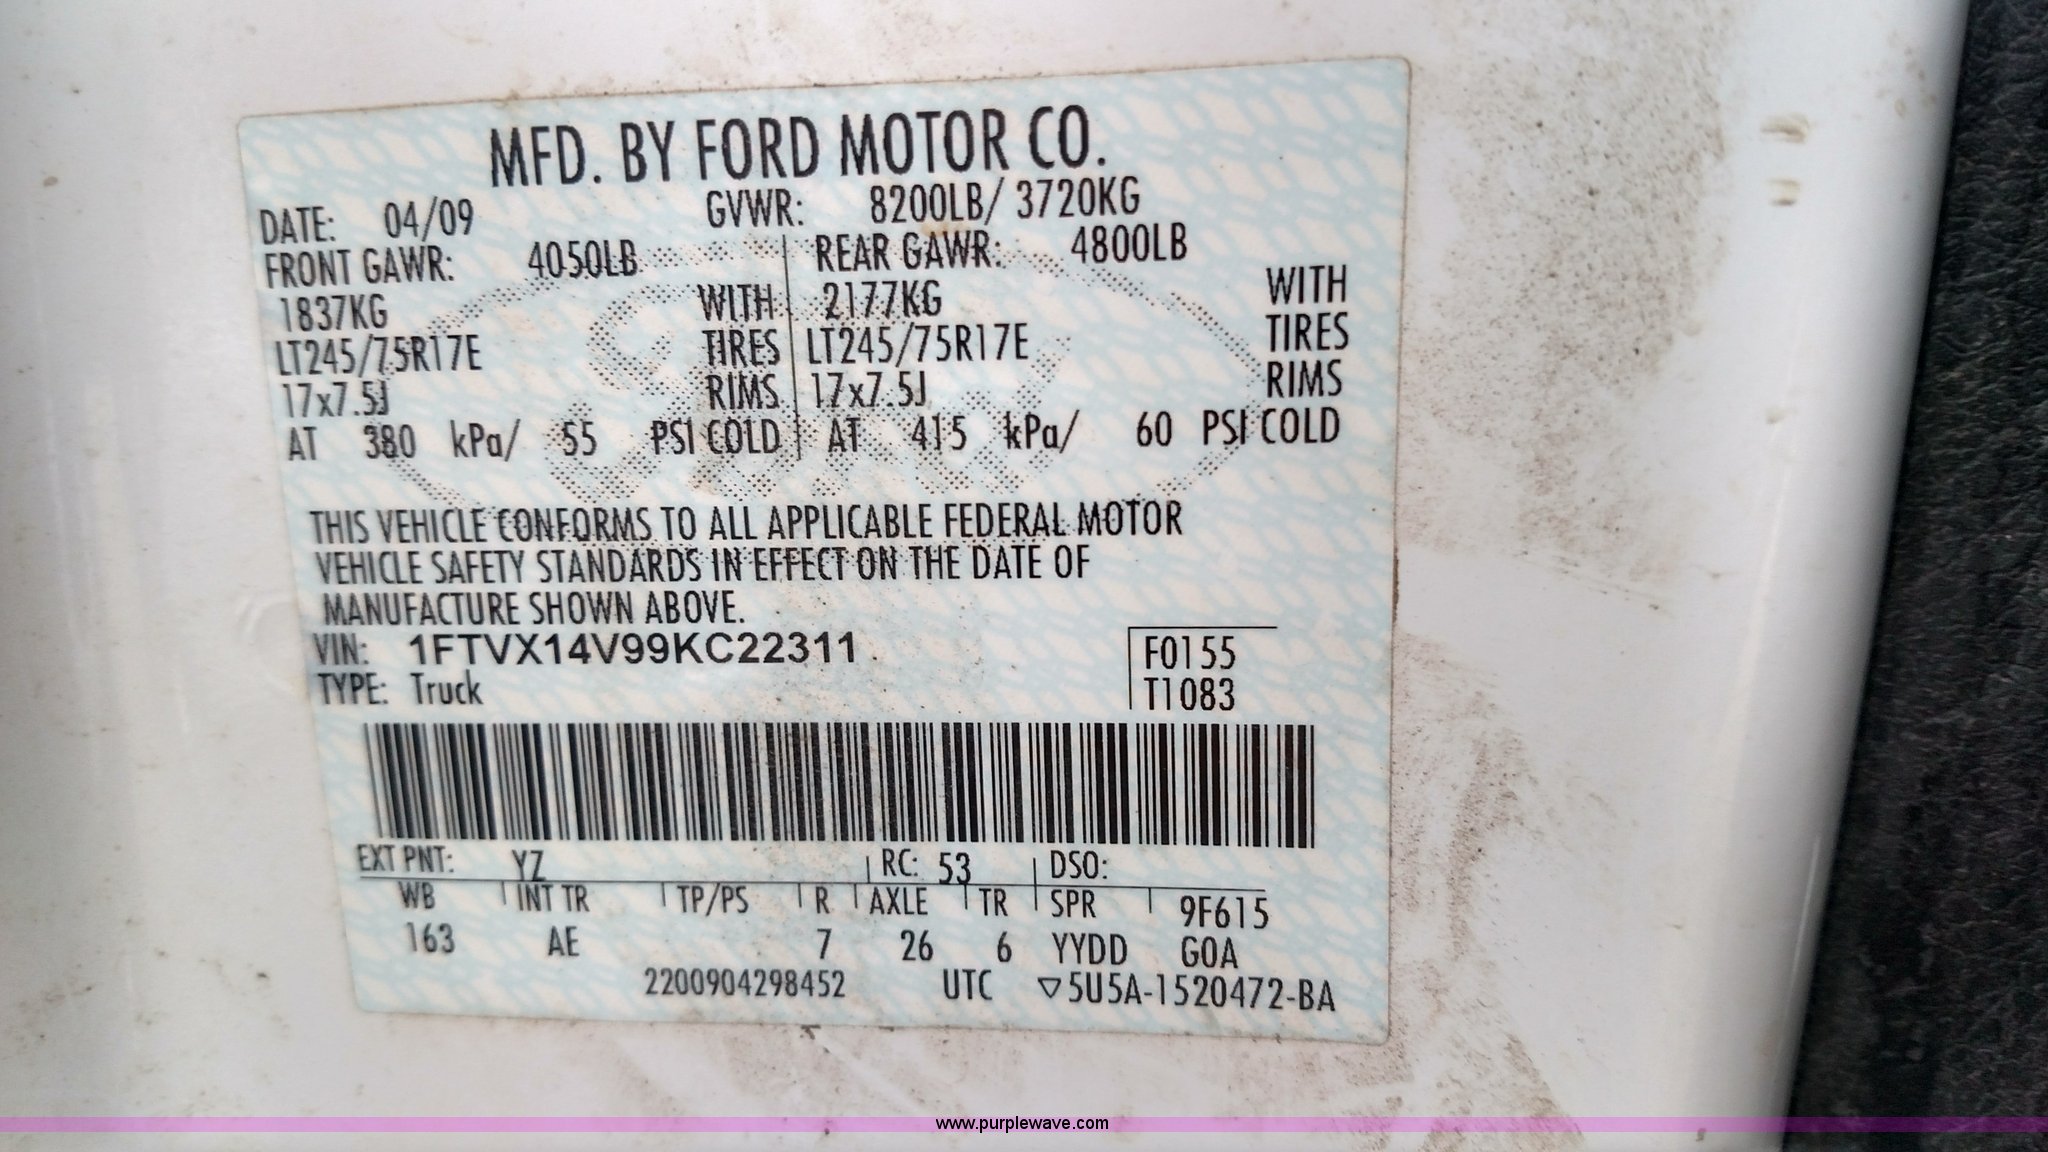 MFD. BY FORD MOTOR CO.
DATE: 04/09 GVWR: 8200LB/ 3720KG
FRONT GAWR: 4050LB REAR GAWR: 4800LB
1837KG WITH 2177KG WITH
LT245/75R17E TIRES LT245/75R17E TIRES
17x7.5J RIMS 17x7.5J RIMS
AT 380 kPa/ 55 PSI COLD AT 415 kPa/ 60 PSI COLD
THIS VEHICLE CONFORMS TO ALL APPLICABLE FEDERAL MOTOR
VEHICLE SAFETY STANDARDS IN EFFECT ON THE DATE OF
MANUFACTURE SHOWN ABOVE.
VIN: 1FTVX14V99KC22311 F0155
TYPE: Truck T1083
EXT PNT: YZ RC: 53 DSO:
WB INT TR TP/PS R AXLE TR SPR 9F615
163 AE 7 26 6 YYDD GOA
2200904298452 UTC ▽5U5A-1520472-BA
www.purplewave.com